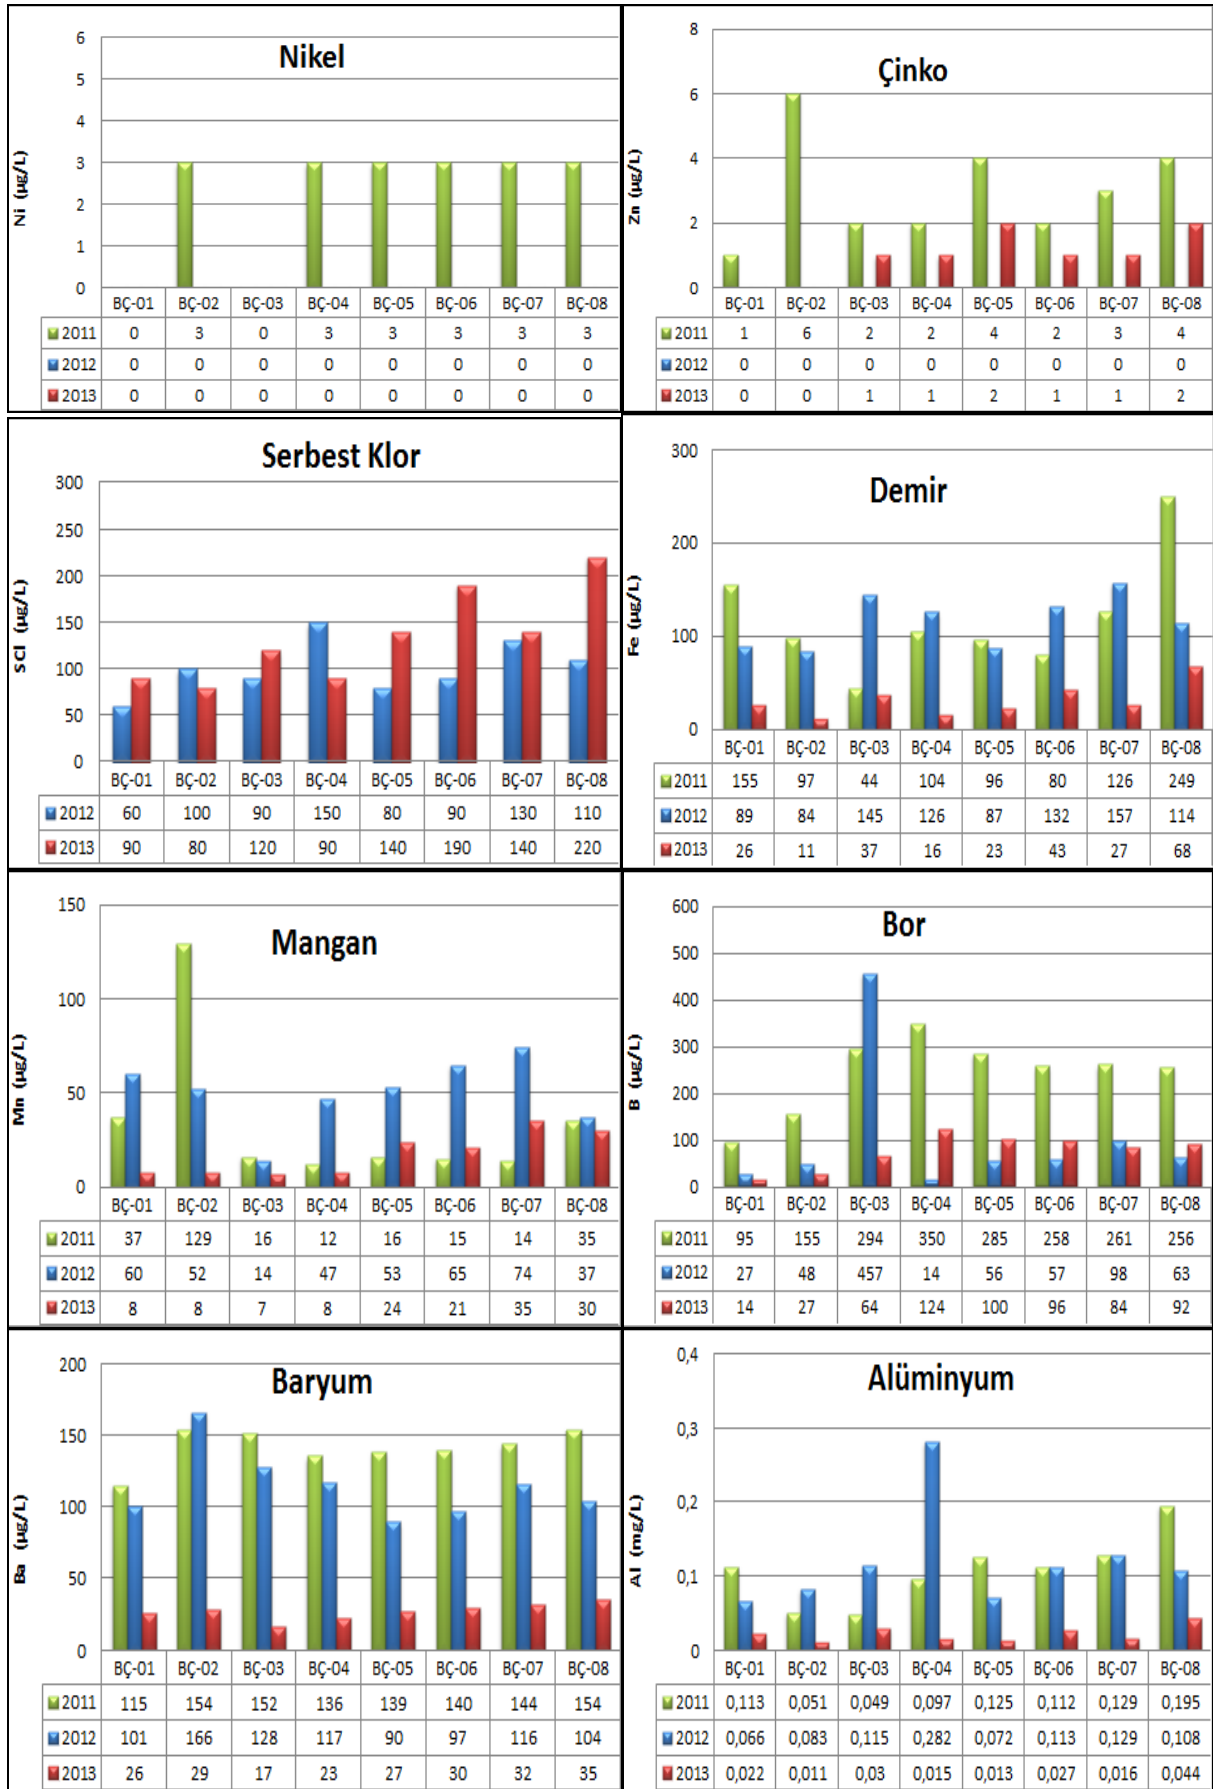 Nikel
Ni (µg/L)
6
5
4
3
2
1
0
BÇ-01 BÇ-02 BÇ-03 BÇ-04 BÇ-05 BÇ-06 BÇ-07 BÇ-08
2011 0 3 0 3 3 3 3 3
2012 0 0 0 0 0 0 0 0
2013 0 0 0 0 0 0 0 0
Çinko
Zn (µg/L)
8
6
4
2
0
BÇ-01 BÇ-02 BÇ-03 BÇ-04 BÇ-05 BÇ-06 BÇ-07 BÇ-08
2011 1 6 2 2 4 2 3 4
2012 0 0 0 0 0 0 0 0
2013 0 0 1 1 2 1 1 2
Serbest Klor
SCl (µg/L)
300
250
200
150
100
50
0
BÇ-01 BÇ-02 BÇ-03 BÇ-04 BÇ-05 BÇ-06 BÇ-07 BÇ-08
2012 60 100 90 150 80 90 130 110
2013 90 80 120 90 140 190 140 220
Demir
Fe (µg/L)
300
200
100
0
BÇ-01 BÇ-02 BÇ-03 BÇ-04 BÇ-05 BÇ-06 BÇ-07 BÇ-08
2011 155 97 44 104 96 80 126 249
2012 89 84 145 126 87 132 157 114
2013 26 11 37 16 23 43 27 68
Mangan
Mn (µg/L)
150
100
50
0
BÇ-01 BÇ-02 BÇ-03 BÇ-04 BÇ-05 BÇ-06 BÇ-07 BÇ-08
2011 37 129 16 12 16 15 14 35
2012 60 52 14 47 53 65 74 37
2013 8 8 7 8 24 21 35 30
Bor
B (µg/L)
600
500
400
300
200
100
0
BÇ-01 BÇ-02 BÇ-03 BÇ-04 BÇ-05 BÇ-06 BÇ-07 BÇ-08
2011 95 155 294 350 285 258 261 256
2012 27 48 457 14 56 57 98 63
2013 14 27 64 124 100 96 84 92
Baryum
Ba (µg/L)
200
150
100
50
0
BÇ-01 BÇ-02 BÇ-03 BÇ-04 BÇ-05 BÇ-06 BÇ-07 BÇ-08
2011 115 154 152 136 139 140 144 154
2012 101 166 128 117 90 97 116 104
2013 26 29 17 23 27 30 32 35
Alüminyum
Al (mg/L)
0,4
0,3
0,2
0,1
0
BÇ-01 BÇ-02 BÇ-03 BÇ-04 BÇ-05 BÇ-06 BÇ-07 BÇ-08
2011 0,113 0,051 0,049 0,097 0,125 0,112 0,129 0,195
2012 0,066 0,083 0,115 0,282 0,072 0,113 0,129 0,108
2013 0,022 0,011 0,03 0,015 0,013 0,027 0,016 0,044